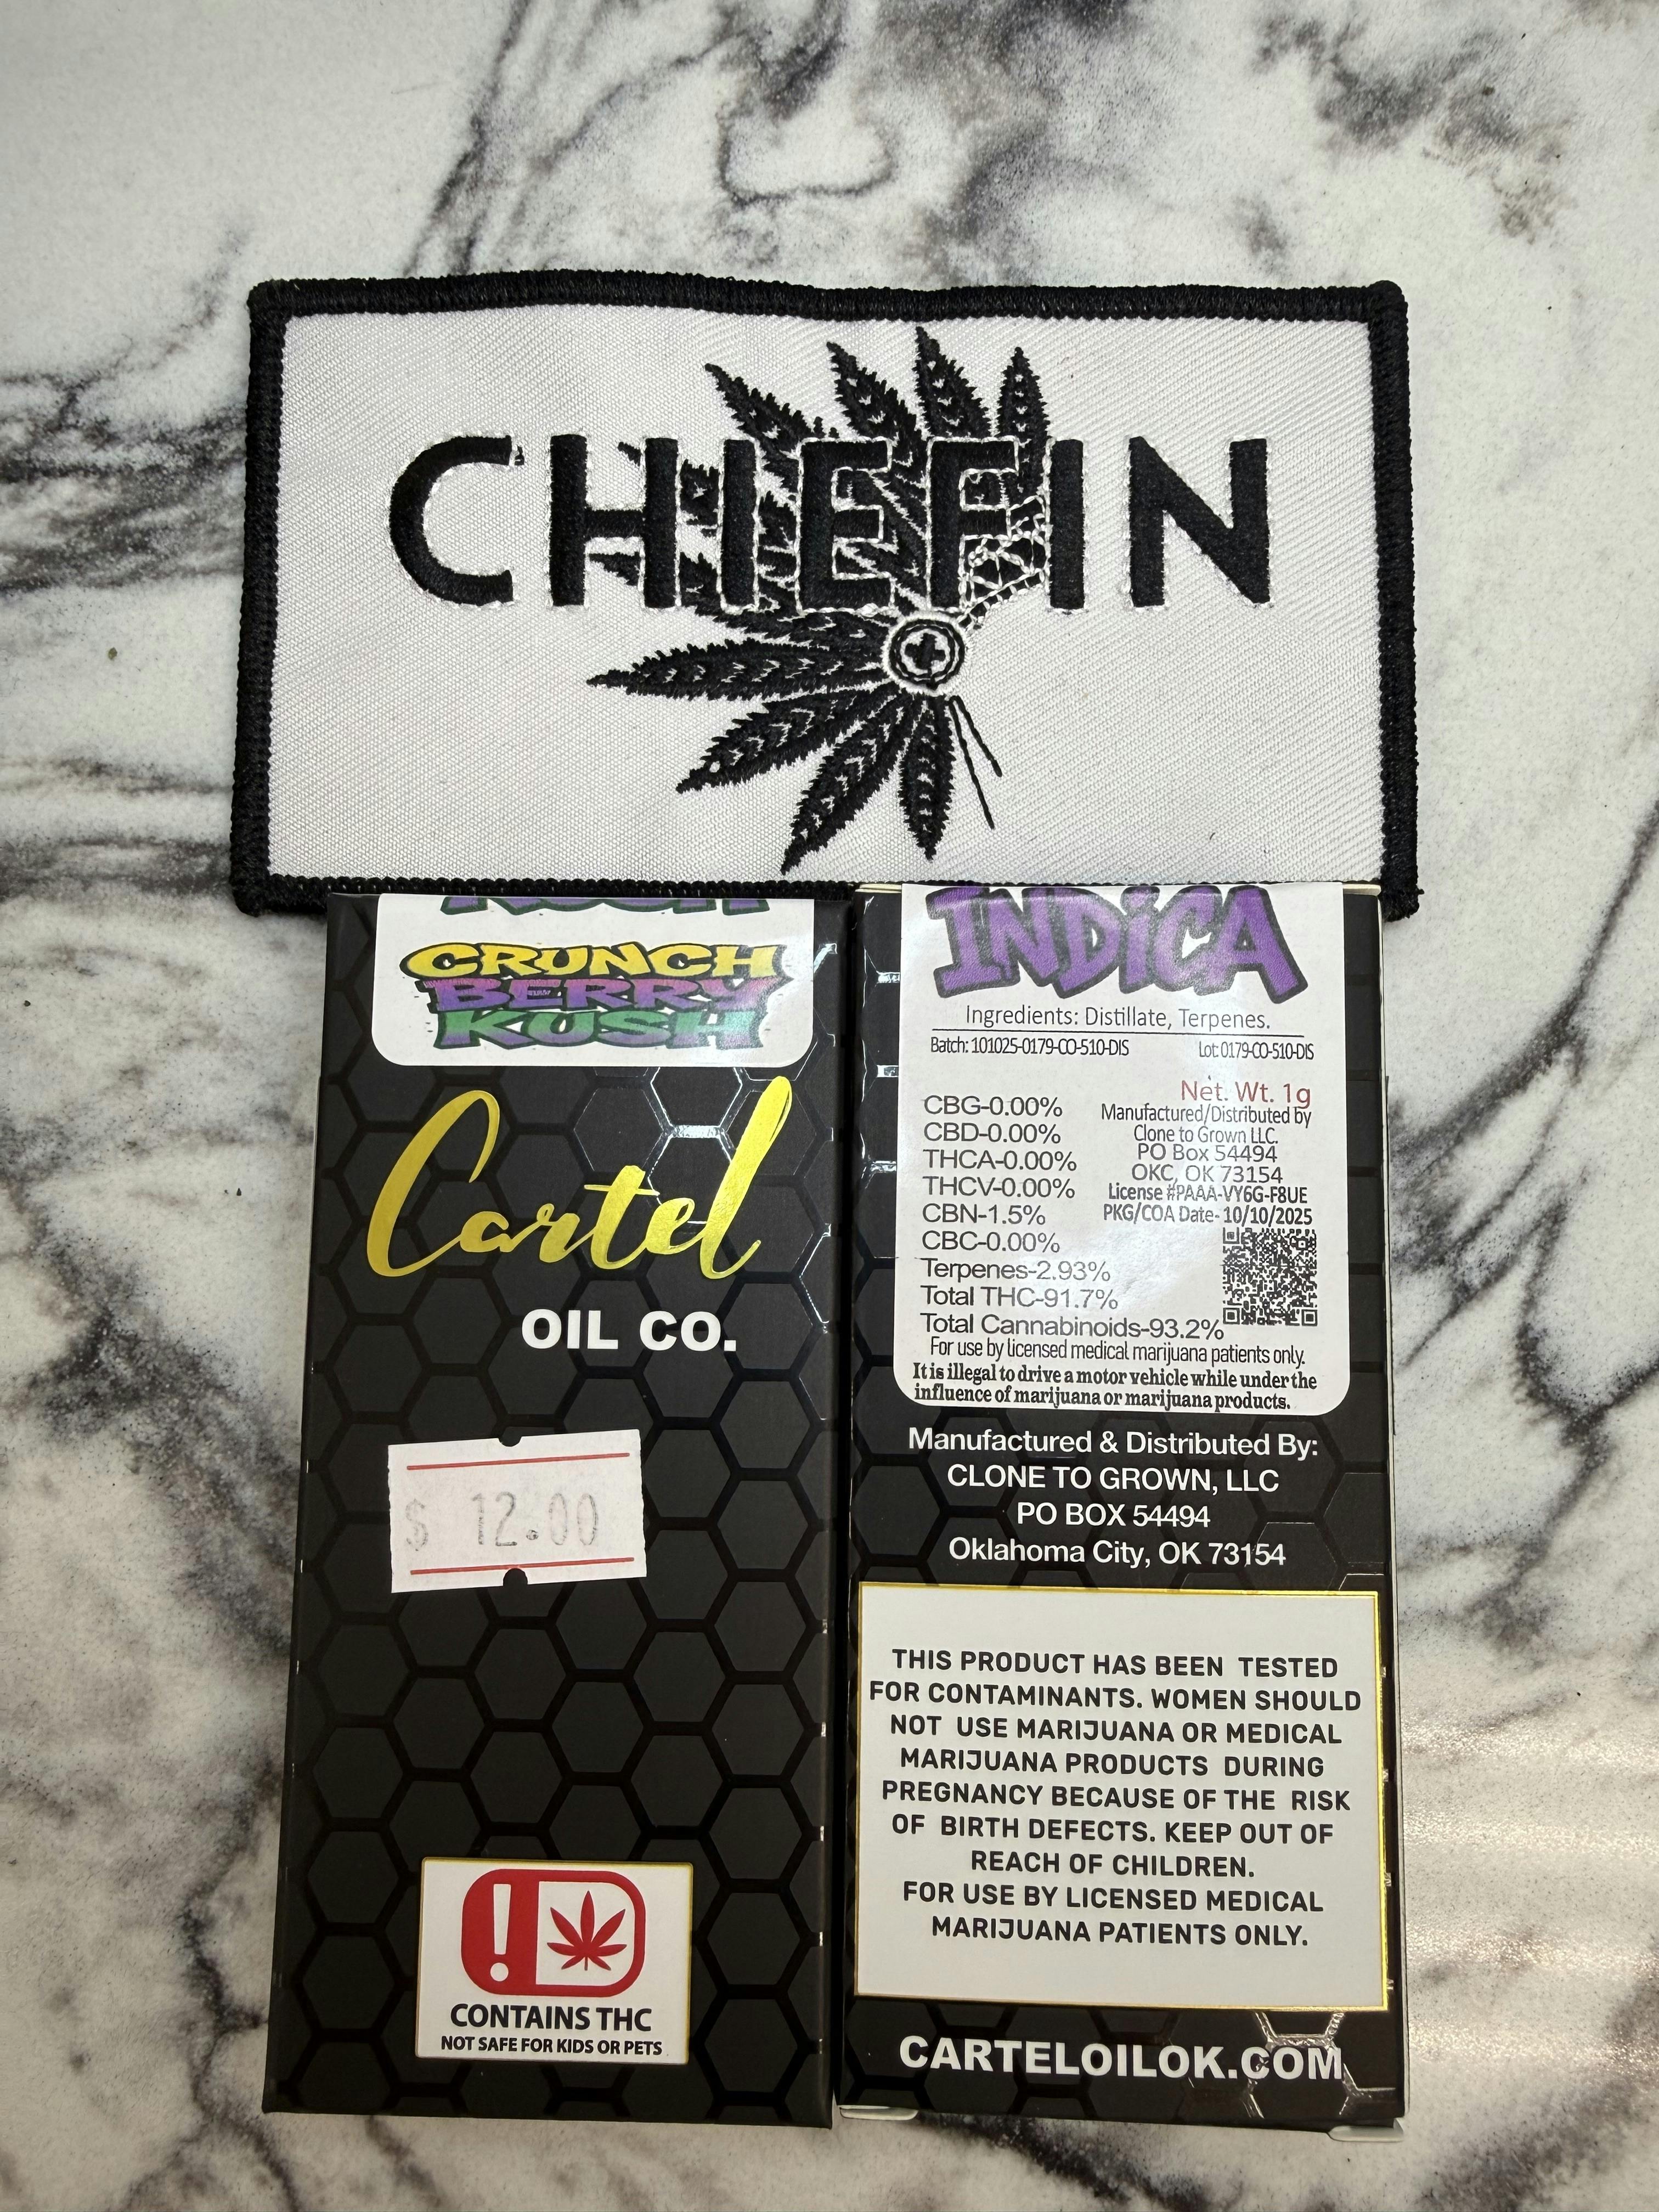 CHIEFIN
KUSH
CRUNCH
BERRY
KUSH
Cartel
OIL CO.
$ 12.00
CONTAINS THC
NOT SAFE FOR KIDS OR PETS
INDICA
Ingredients: Distillate, Terpenes.
Batch: 101025-0179-CO-510-DIS Lot: 0179-CO-510-DIS
Net. Wt. 1g
CBG-0.00%
CBD-0.00%
THCA-0.00%
THCV-0.00%
CBN-1.5%
CBC-0.00%
Terpenes-2.93%
Total THC-91.7%
Total Cannabinoids-93.2%
Manufactured/Distributed by
Clone to Grown LLC.
PO Box 54494
OKC, OK 73154
License #PAAA-VY6G-F8UE
PKG/COA Date- 10/10/2025
For use by licensed medical marijuana patients only.
It is illegal to drive a motor vehicle while under the
influence of marijuana or marijuana products.
Manufactured & Distributed By:
CLONE TO GROWN, LLC
PO BOX 54494
Oklahoma City, OK 73154
THIS PRODUCT HAS BEEN TESTED
FOR CONTAMINANTS. WOMEN SHOULD
NOT USE MARIJUANA OR MEDICAL
MARIJUANA PRODUCTS DURING
PREGNANCY BECAUSE OF THE RISK
OF BIRTH DEFECTS. KEEP OUT OF
REACH OF CHILDREN.
FOR USE BY LICENSED MEDICAL
MARIJUANA PATIENTS ONLY.
CARTELOILOK.COM